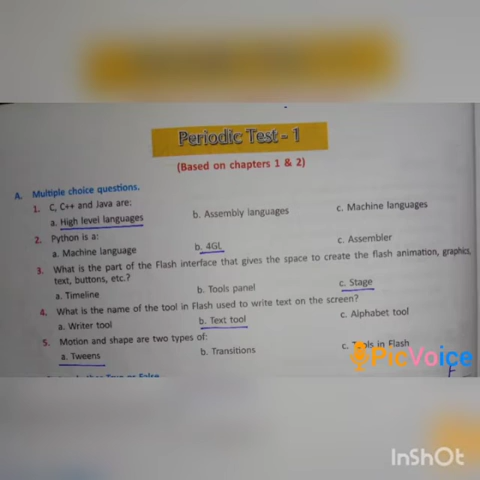 Periodic Test - 1
(Based on chapters 1 & 2)
A. Multiple choice questions.
1. C, C++ and Java are:
a. High level languages b. Assembly languages c. Machine languages
2. Python is a:
a. Machine language b. 4GL c. Assembler
3. What is the part of the Flash interface that gives the space to create the flash animation, graphics,
text, buttons, etc.?
a. Timeline b. Tools panel c. Stage
4. What is the name of the tool in Flash used to write text on the screen?
a. Writer tool b. Text tool c. Alphabet tool
5. Motion and shape are two types of:
a. Tweens b. Transitions c. Tools in Flash
PicVoice
InShOt